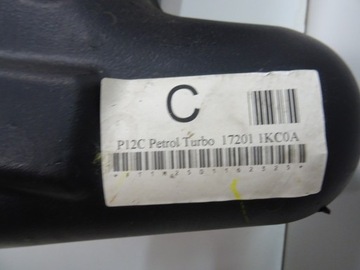 C
P12C Petrol Turbo 17201 1KC0A